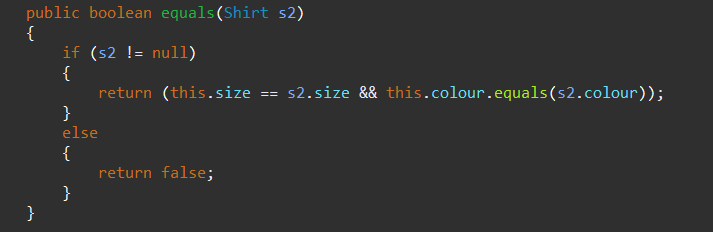 public boolean equals(Shirt s2)
{
if (s2 != null)
{
return (this.size == s2.size && this.colour.equals(s2.colour));
}
else
{
return false;
}
}